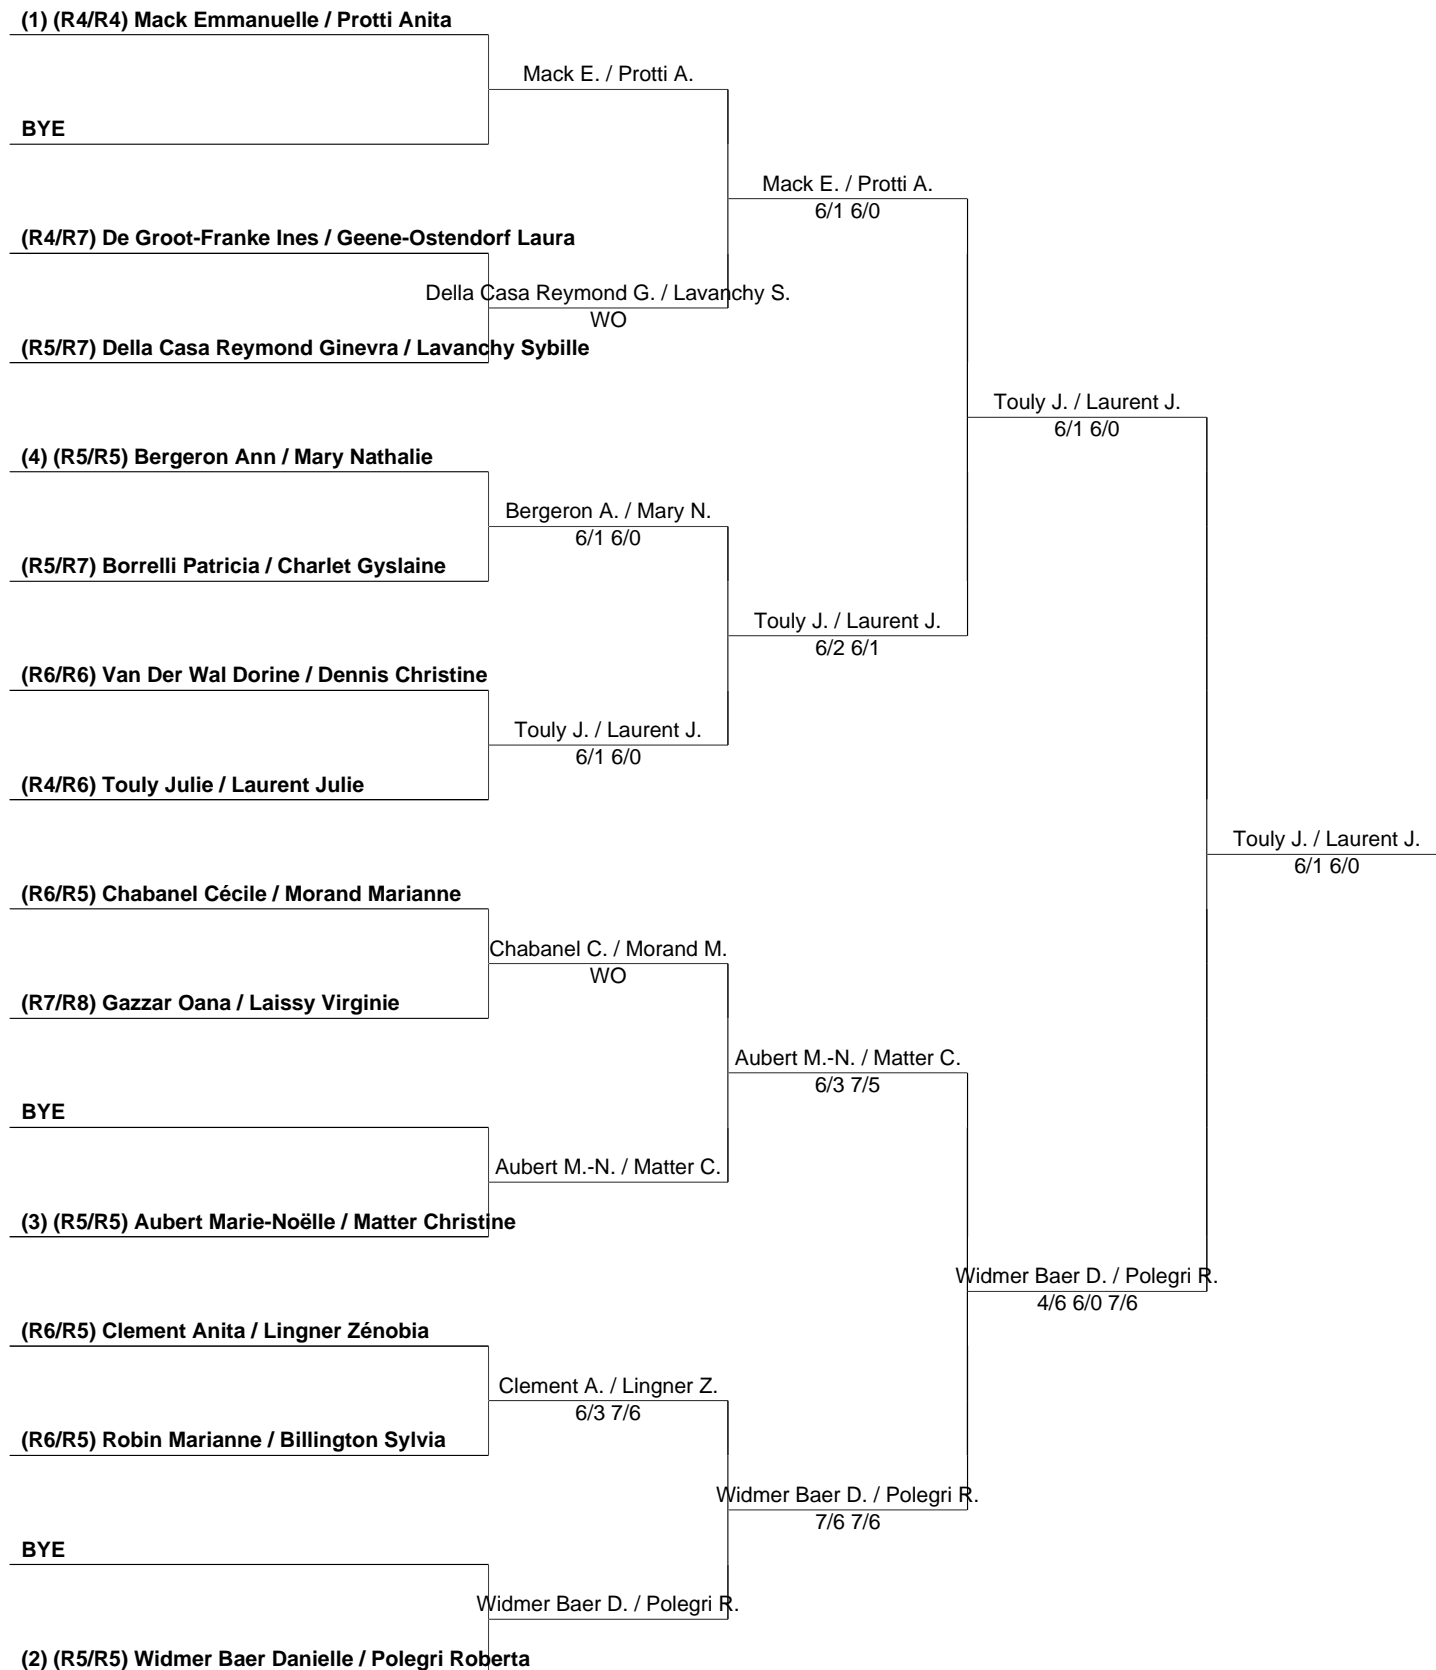 (1) (R4/R4) Mack Emmanuelle / Protti Anita
Mack E. / Protti A.
BYE
Mack E. / Protti A.
6/1 6/0
(R4/R7) De Groot-Franke Ines / Geene-Ostendorf Laura
Della Casa Reymond G. / Lavanchy S.
WO
(R5/R7) Della Casa Reymond Ginevra / Lavanchy Sybille
Touly J. / Laurent J.
6/1 6/0
(4) (R5/R5) Bergeron Ann / Mary Nathalie
Bergeron A. / Mary N.
6/1 6/0
(R5/R7) Borrelli Patricia / Charlet Gyslaine
Touly J. / Laurent J.
6/2 6/1
(R6/R6) Van Der Wal Dorine / Dennis Christine
Touly J. / Laurent J.
6/1 6/0
(R4/R6) Touly Julie / Laurent Julie
Touly J. / Laurent J.
6/1 6/0
(R6/R5) Chabanel Cécile / Morand Marianne
Chabanel C. / Morand M.
WO
(R7/R8) Gazzar Oana / Laissy Virginie
Aubert M.-N. / Matter C.
6/3 7/5
BYE
Aubert M.-N. / Matter C.
(3) (R5/R5) Aubert Marie-Noëlle / Matter Christine
Widmer Baer D. / Polegri R.
4/6 6/0 7/6
(R6/R5) Clement Anita / Lingner Zénobia
Clement A. / Lingner Z.
6/3 7/6
(R6/R5) Robin Marianne / Billington Sylvia
Widmer Baer D. / Polegri R.
7/6 7/6
BYE
Widmer Baer D. / Polegri R.
(2) (R5/R5) Widmer Baer Danielle / Polegri Roberta